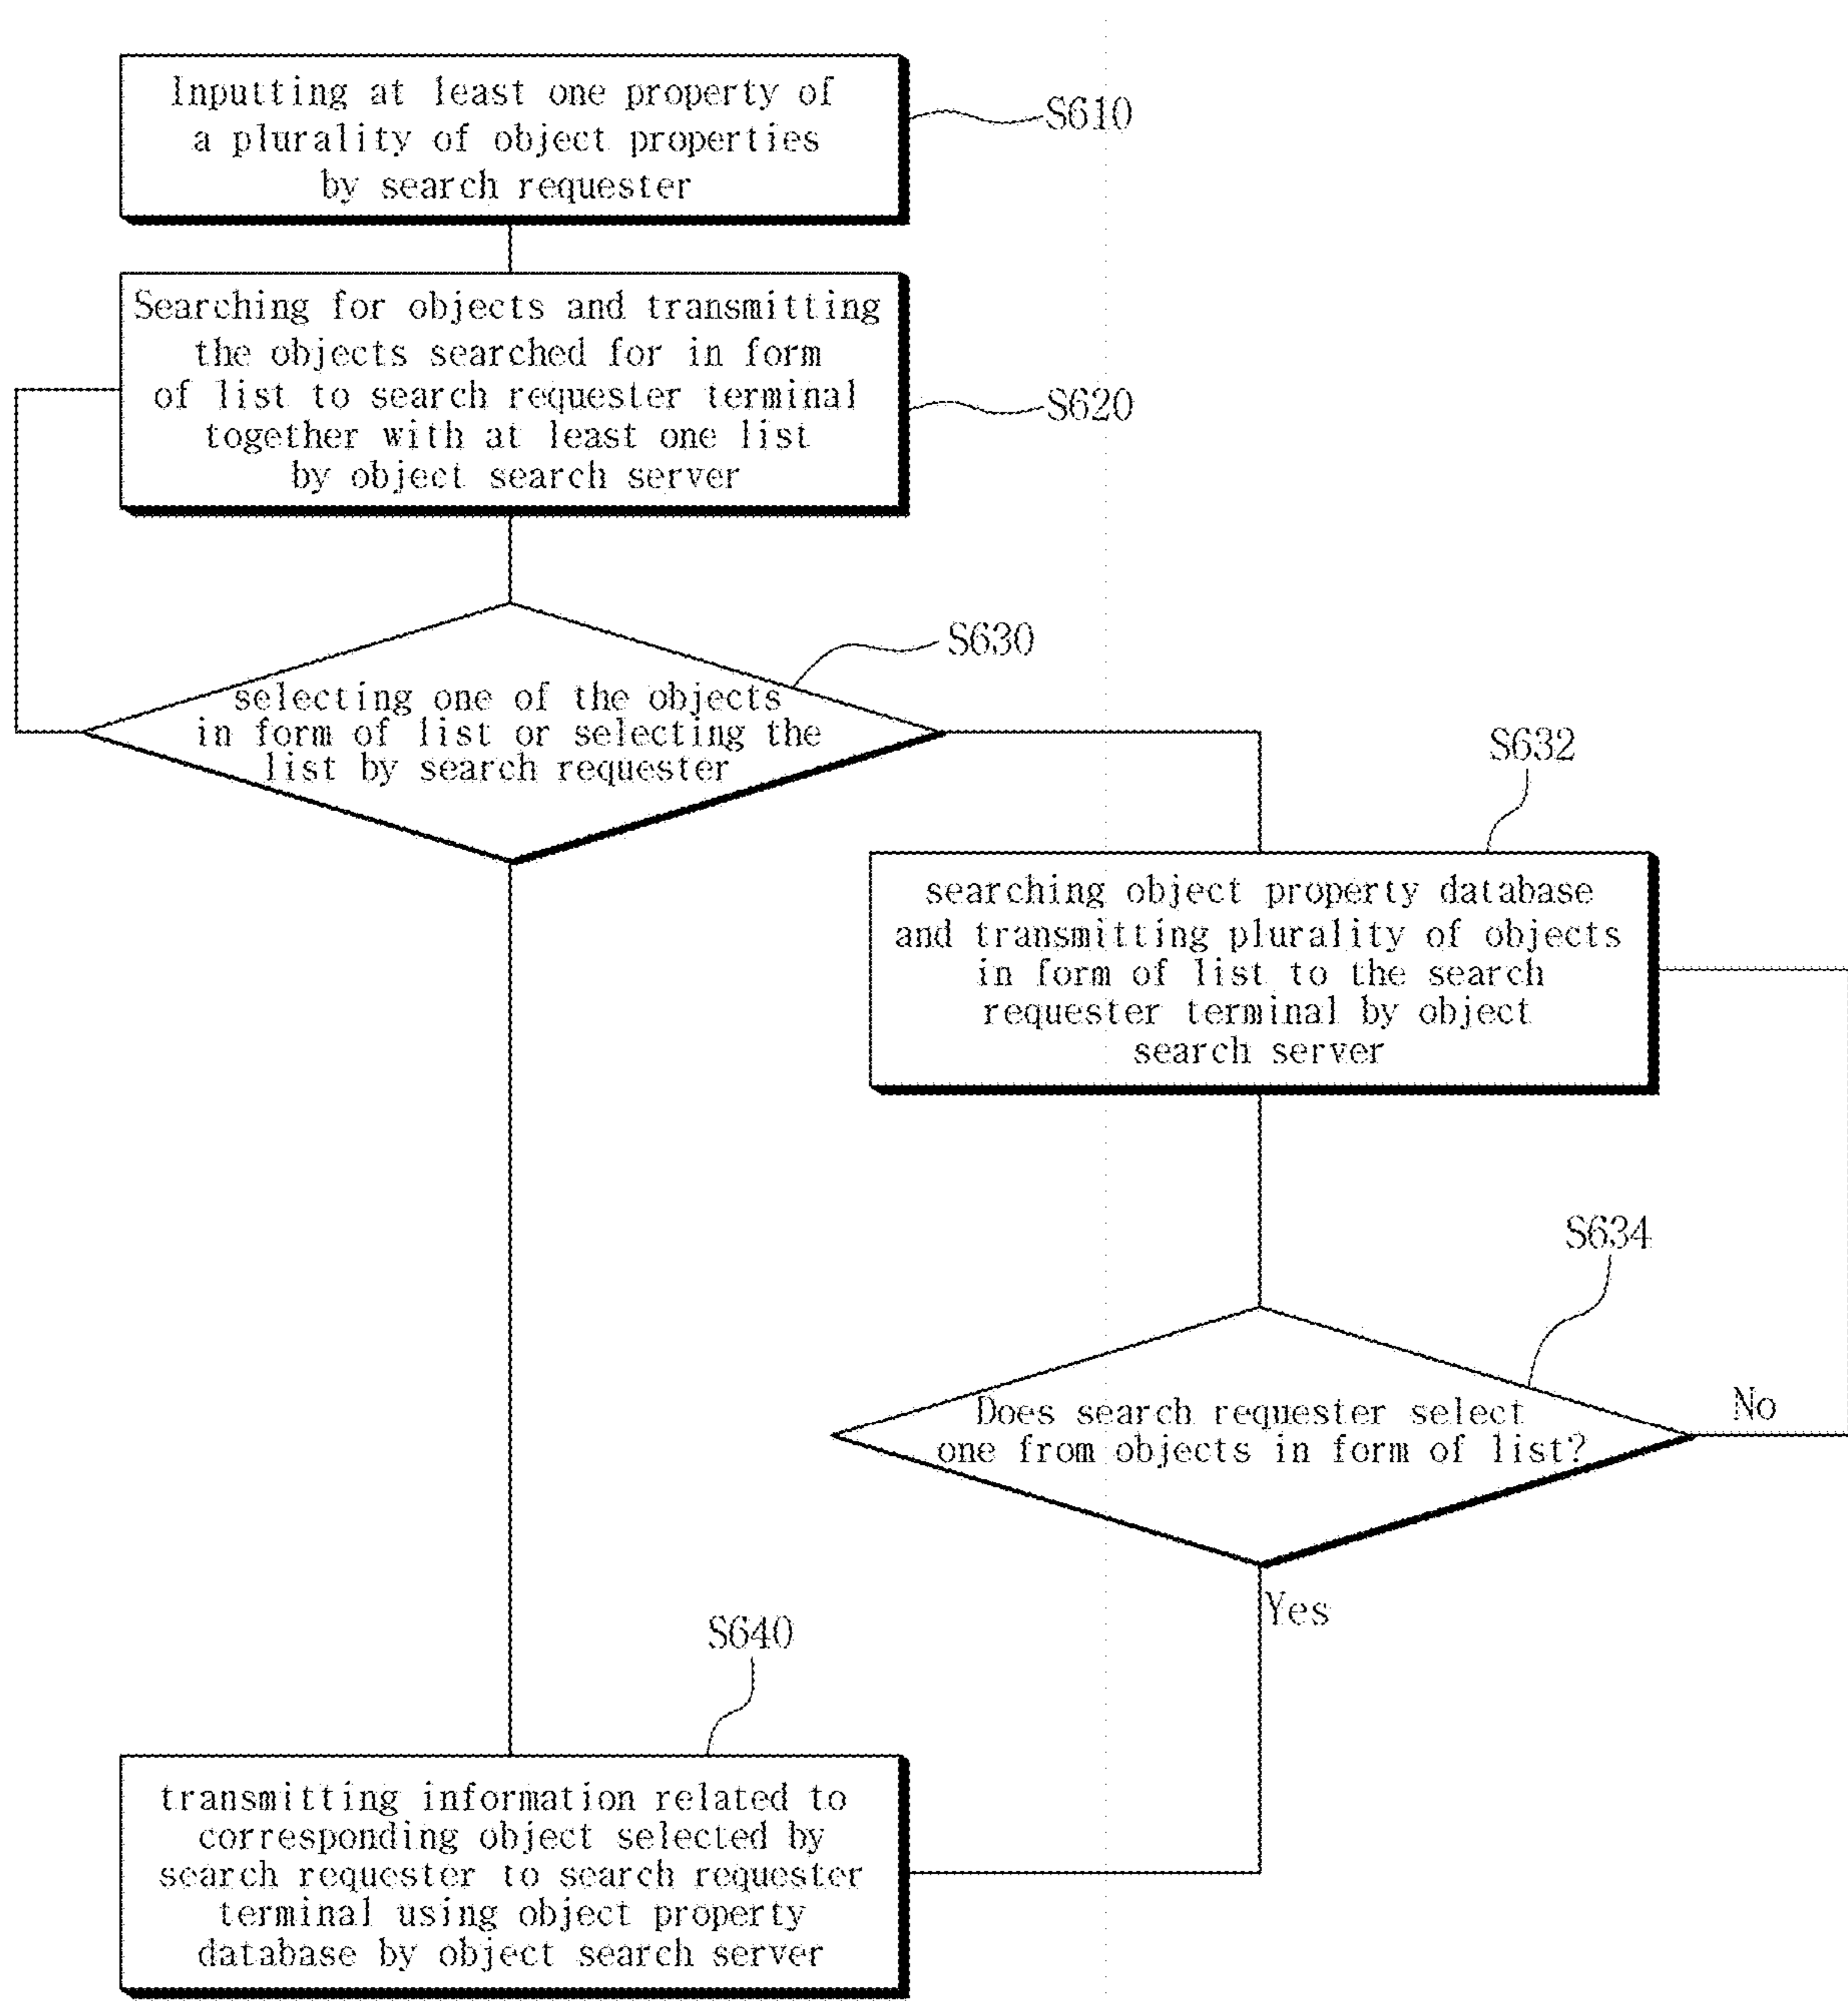 Inputting at least one property of
a plurality of object properties
by search requester
S610
Searching for objects and transmitting
the objects searched for in form
of list to search requester terminal
together with at least one list
by object search server
S620
S630
selecting one of the objects
in form of list or selecting the
list by search requester
S632
searching object property database
and transmitting plurality of objects
in form of list to the search
requester terminal by object
search server
S634
Does search requester select
one from objects in form of list?
No
Yes
S640
transmitting information related to
corresponding object selected by
search requester to search requester
terminal using object property
database by object search server